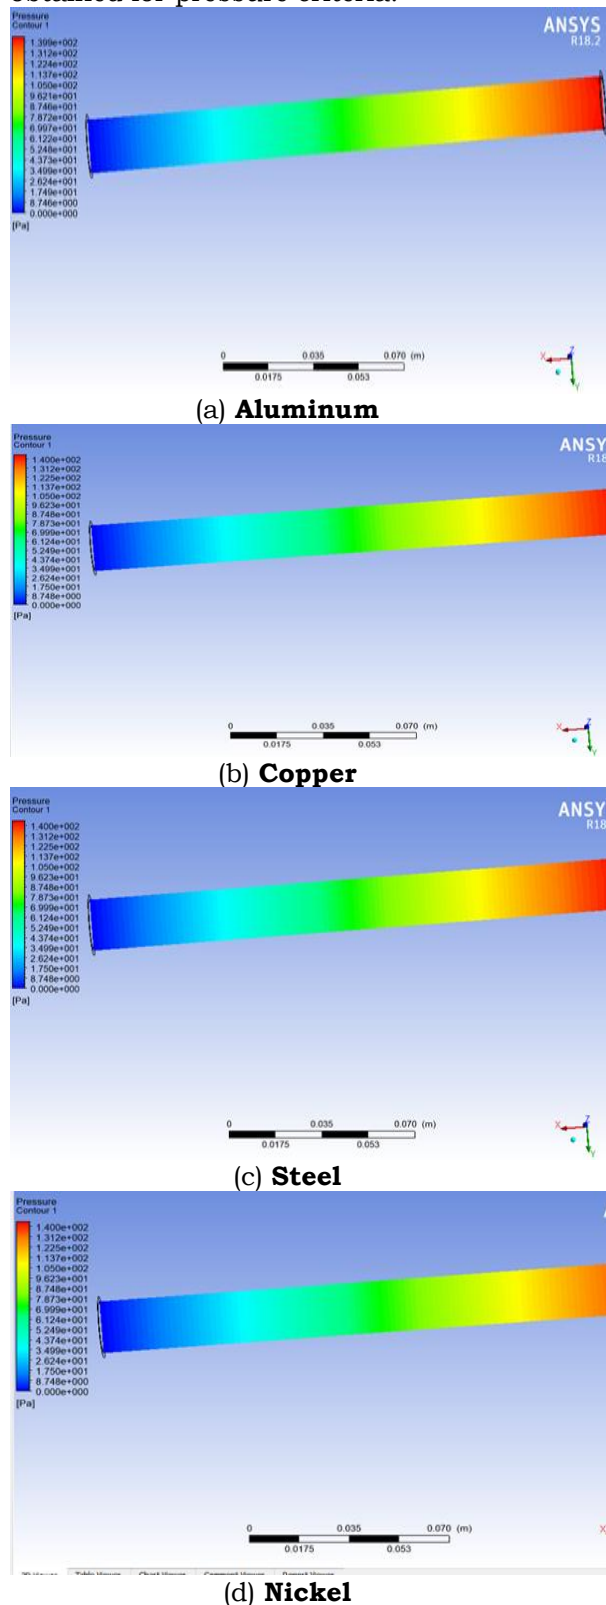 obtained for pressure criteria.
Pressure
Contour 1
1.399e+002
1.312e+002
1.224e+002
1.137e+002
1.050e+002
9.621e+001
8.746e+001
7.872e+001
6.997e+001
6.122e+001
5.248e+001
4.373e+001
3.499e+001
2.624e+001
1.749e+001
8.746e+000
0.000e+000
[Pa]
ANSYS
R18.2
0 0.035 0.070 (m)
0.0175 0.053
X Z
Y
(a) Aluminum
Pressure
Contour 1
1.400e+002
1.312e+002
1.225e+002
1.137e+002
1.050e+002
9.623e+001
8.748e+001
7.873e+001
6.999e+001
6.124e+001
5.249e+001
4.374e+001
3.499e+001
2.624e+001
1.750e+001
8.748e+000
0.000e+000
[Pa]
ANSY
R18
0 0.035 0.070 (m)
0.0175 0.053
X Z
Y
(b) Copper
Pressure
Contour 1
1.400e+002
1.312e+002
1.225e+002
1.137e+002
1.050e+002
9.623e+001
8.748e+001
7.873e+001
6.999e+001
6.124e+001
5.249e+001
4.374e+001
3.499e+001
2.624e+001
1.750e+001
8.748e+000
0.000e+000
[Pa]
ANSY
R18
0 0.035 0.070 (m)
0.0175 0.053
X Z
Y
(c) Steel
Pressure
Contour 1
1.400e+002
1.312e+002
1.225e+002
1.137e+002
1.050e+002
9.623e+001
8.748e+001
7.873e+001
6.999e+001
6.124e+001
5.249e+001
4.374e+001
3.499e+001
2.624e+001
1.750e+001
8.748e+000
0.000e+000
[Pa]
0 0.035 0.070 (m)
0.0175 0.053
X
3D Viewer Table Viewer Chart Viewer Comment Viewer Report Viewer
(d) Nickel